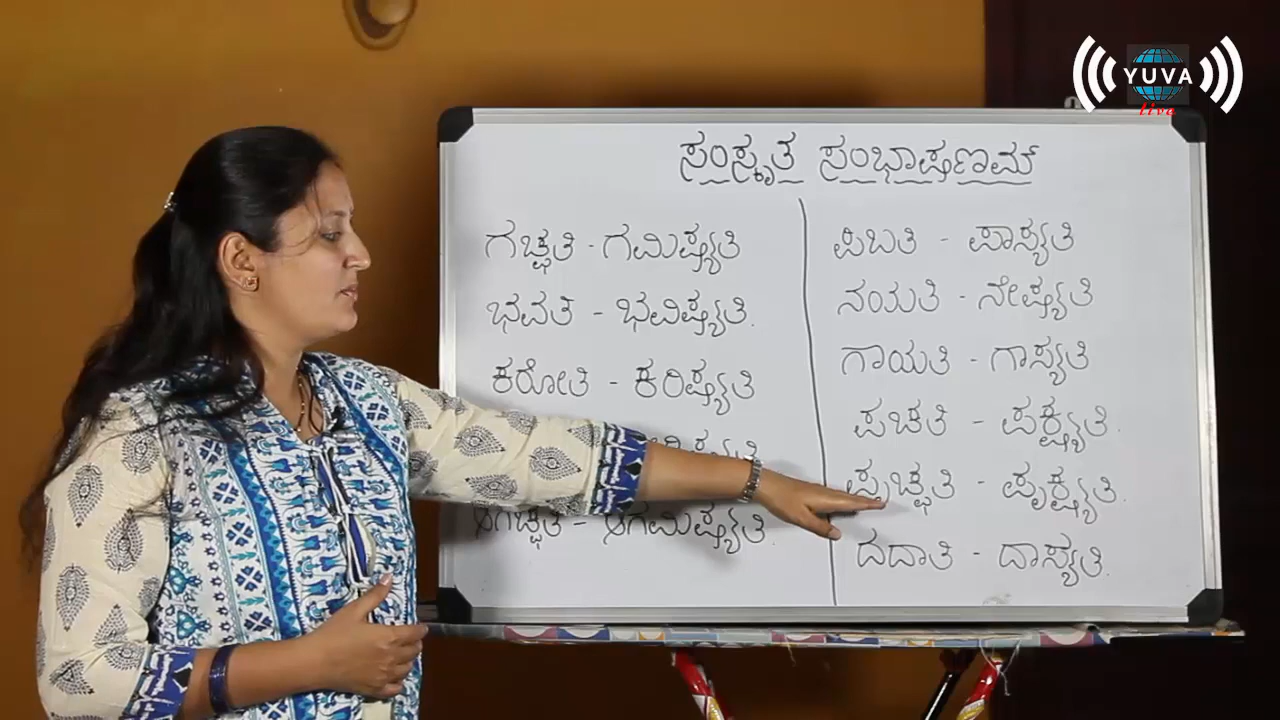 YUVA
live
ಸಂಸ್ಕೃತ ಸಂಭಾಷಣಮ್
ಗಚ್ಛತಿ - ಗಮಿಷ್ಯತಿ
ಭವತಿ - ಭವಿಷ್ಯತಿ.
ಕರೋತಿ - ಕರಿಷ್ಯತಿ
ಆಗಚ್ಛತಿ - ಆಗಮಿಷ್ಯತಿ.
ಪಿಬತಿ - ಪಾಸ್ಯತಿ
ನಯತಿ - ನೇಷ್ಯತಿ
ಗಾಯತಿ - ಗಾಸ್ಯತಿ
ಪಚತಿ - ಪಕ್ಷ್ಯತಿ.
ಪೃಚ್ಛತಿ - ಪೃಕ್ಷ್ಯತಿ.
ದದಾತಿ - ದಾಸ್ಯತಿ.